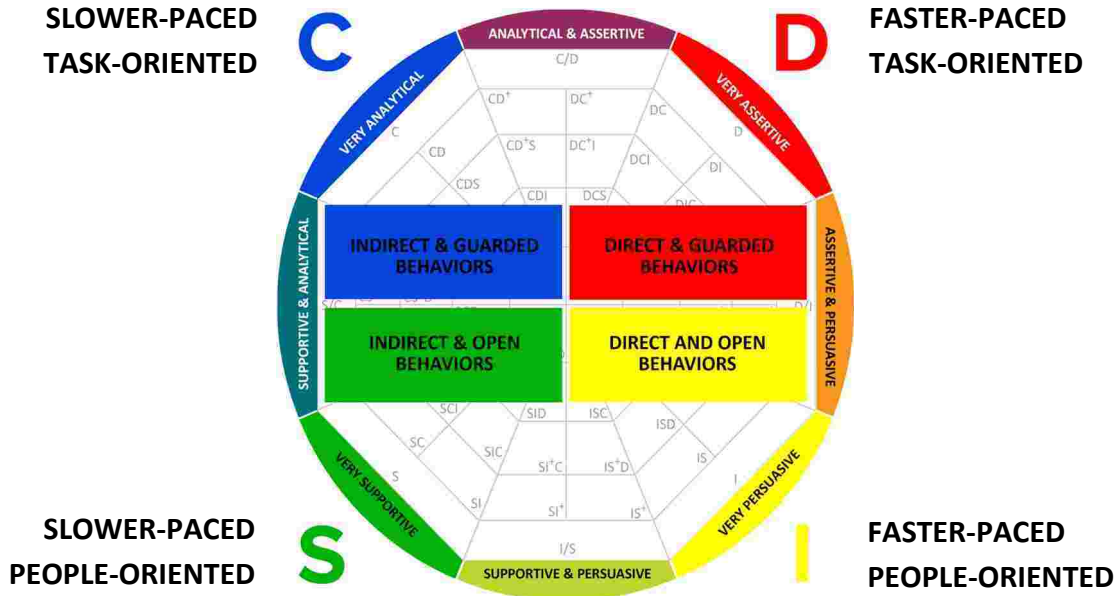 SLOWER-PACED
TASK-ORIENTED
C
ANALYTICAL & ASSERTIVE
D
FASTER-PACED
TASK-ORIENTED
VERY ANALYTICAL
VERY ASSERTIVE
C/D
C
CD⁺
DC⁺
DC
D
CD
CD⁺S
DC⁺I
DCI
DI
CDS
CDI
DCS
DIC
SUPPORTIVE & ANALYTICAL
INDIRECT & GUARDED
BEHAVIORS
DIRECT & GUARDED
BEHAVIORS
ASSERTIVE & PERSUASIVE
S/C
D/I
INDIRECT & OPEN
BEHAVIORS
DIRECT AND OPEN
BEHAVIORS
SCI
SID
ISC
ISD
SC
SIC
SI⁺C
IS⁺D
IS
S
I
SI
SI⁺
IS⁺
I/S
VERY SUPPORTIVE
VERY PERSUASIVE
SLOWER-PACED
PEOPLE-ORIENTED
S
SUPPORTIVE & PERSUASIVE
I
FASTER-PACED
PEOPLE-ORIENTED